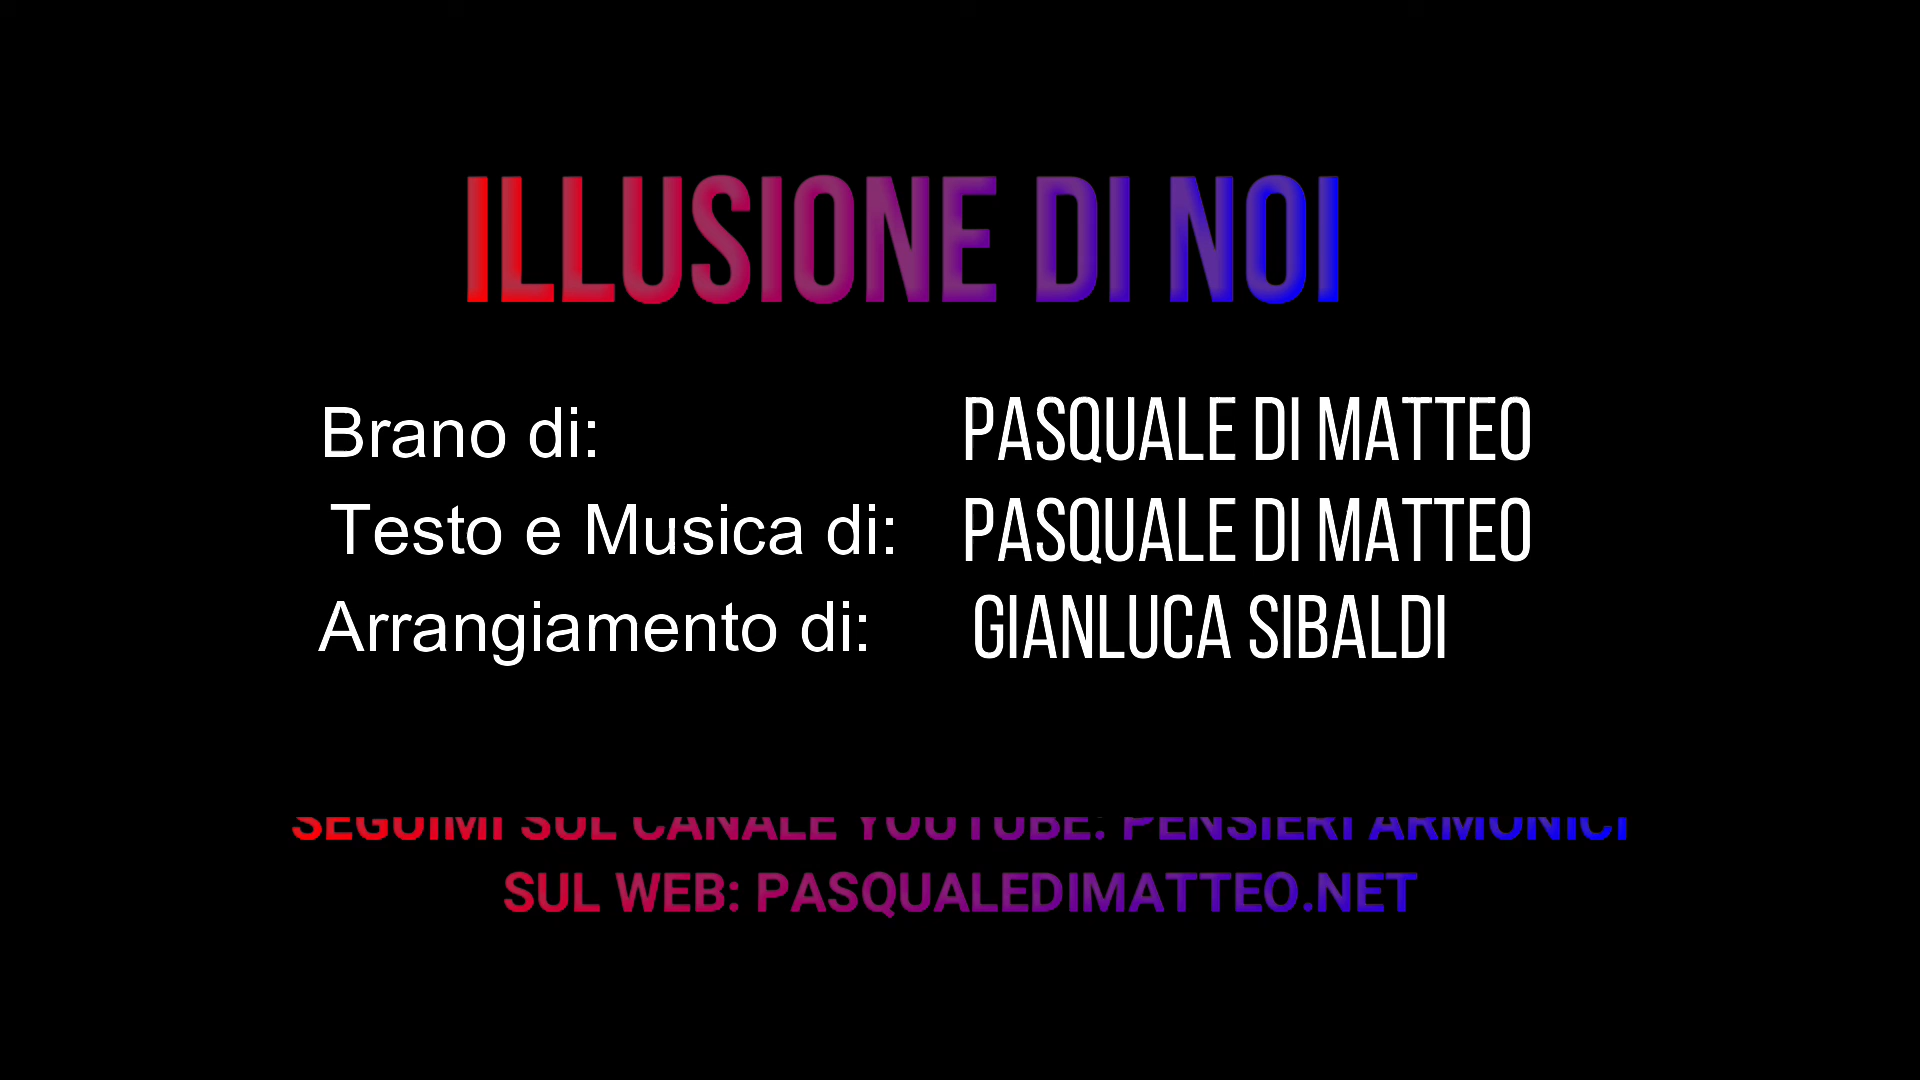 ILLUSIONE DI NOI
Brano di: PASQUALE DI MATTEO
Testo e Musica di: PASQUALE DI MATTEO
Arrangiamento di: GIANLUCA SIBALDI
SEGUIMI SUL CANALE YOUTUBE: PENSIERI ARMONICI
SUL WEB: PASQUALEDIMATTEO.NET